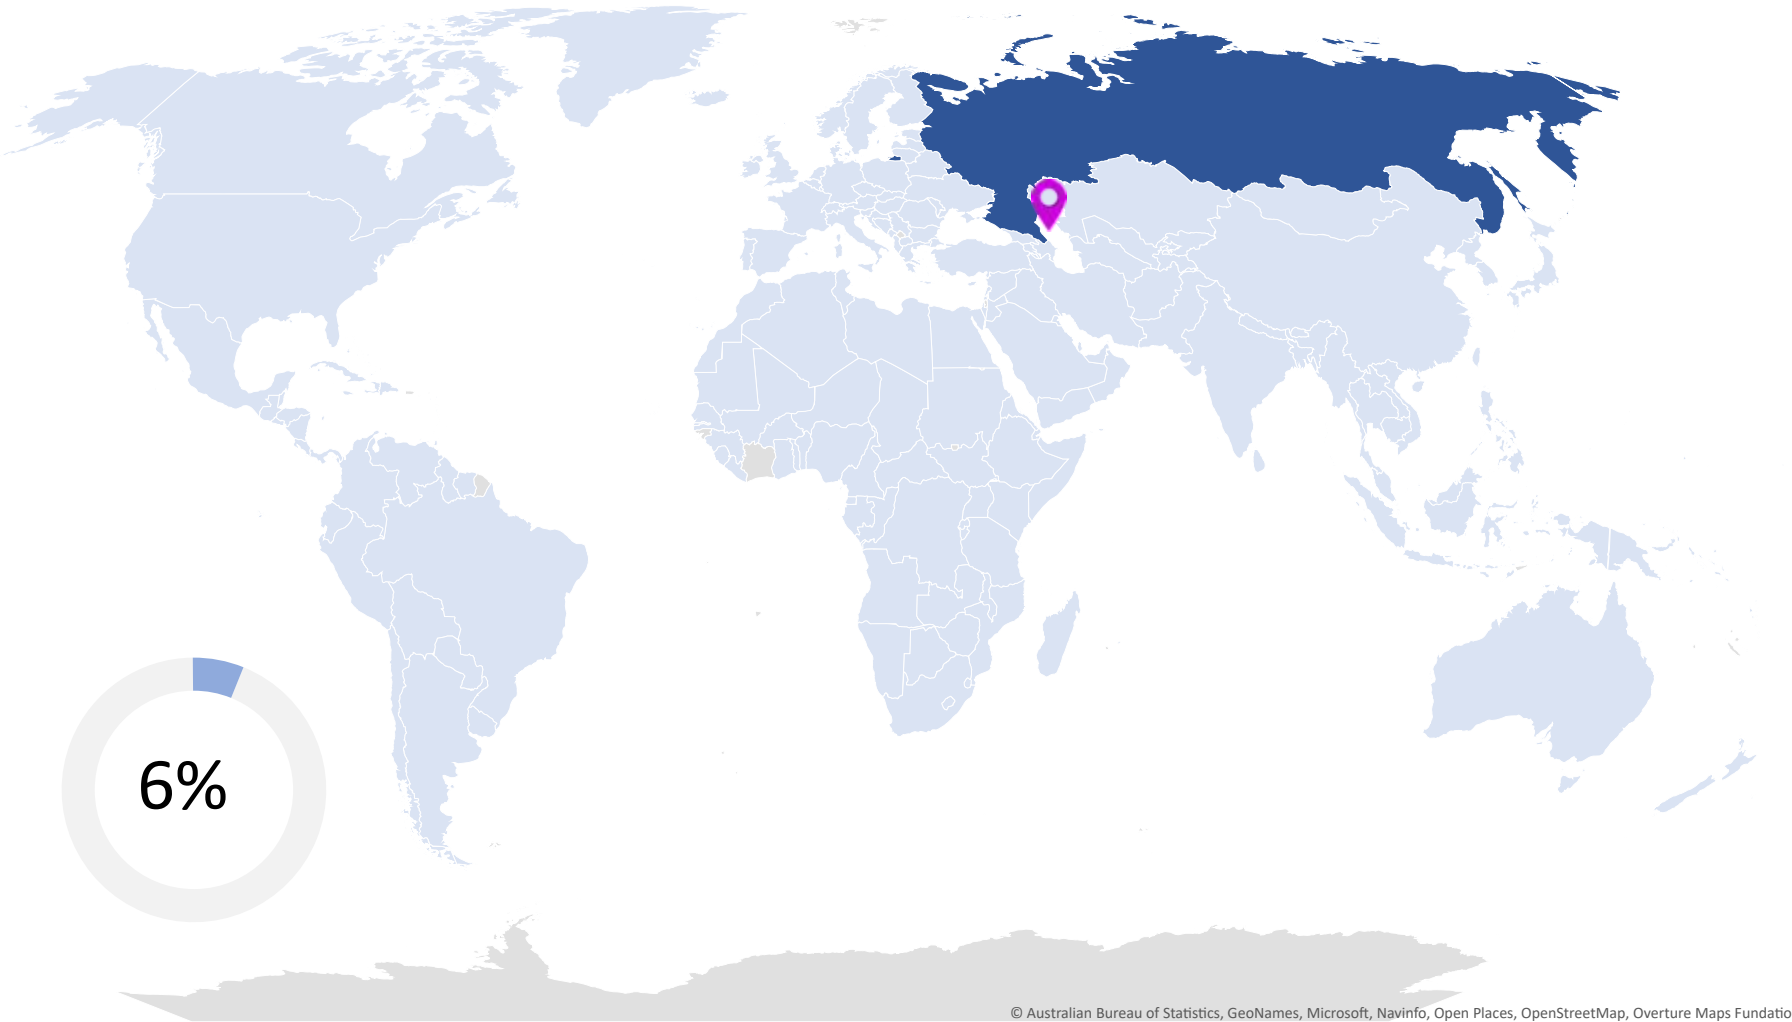 6%
© Australian Bureau of Statistics, GeoNames, Microsoft, Navinfo, Open Places, OpenStreetMap, Overture Maps Fundatio